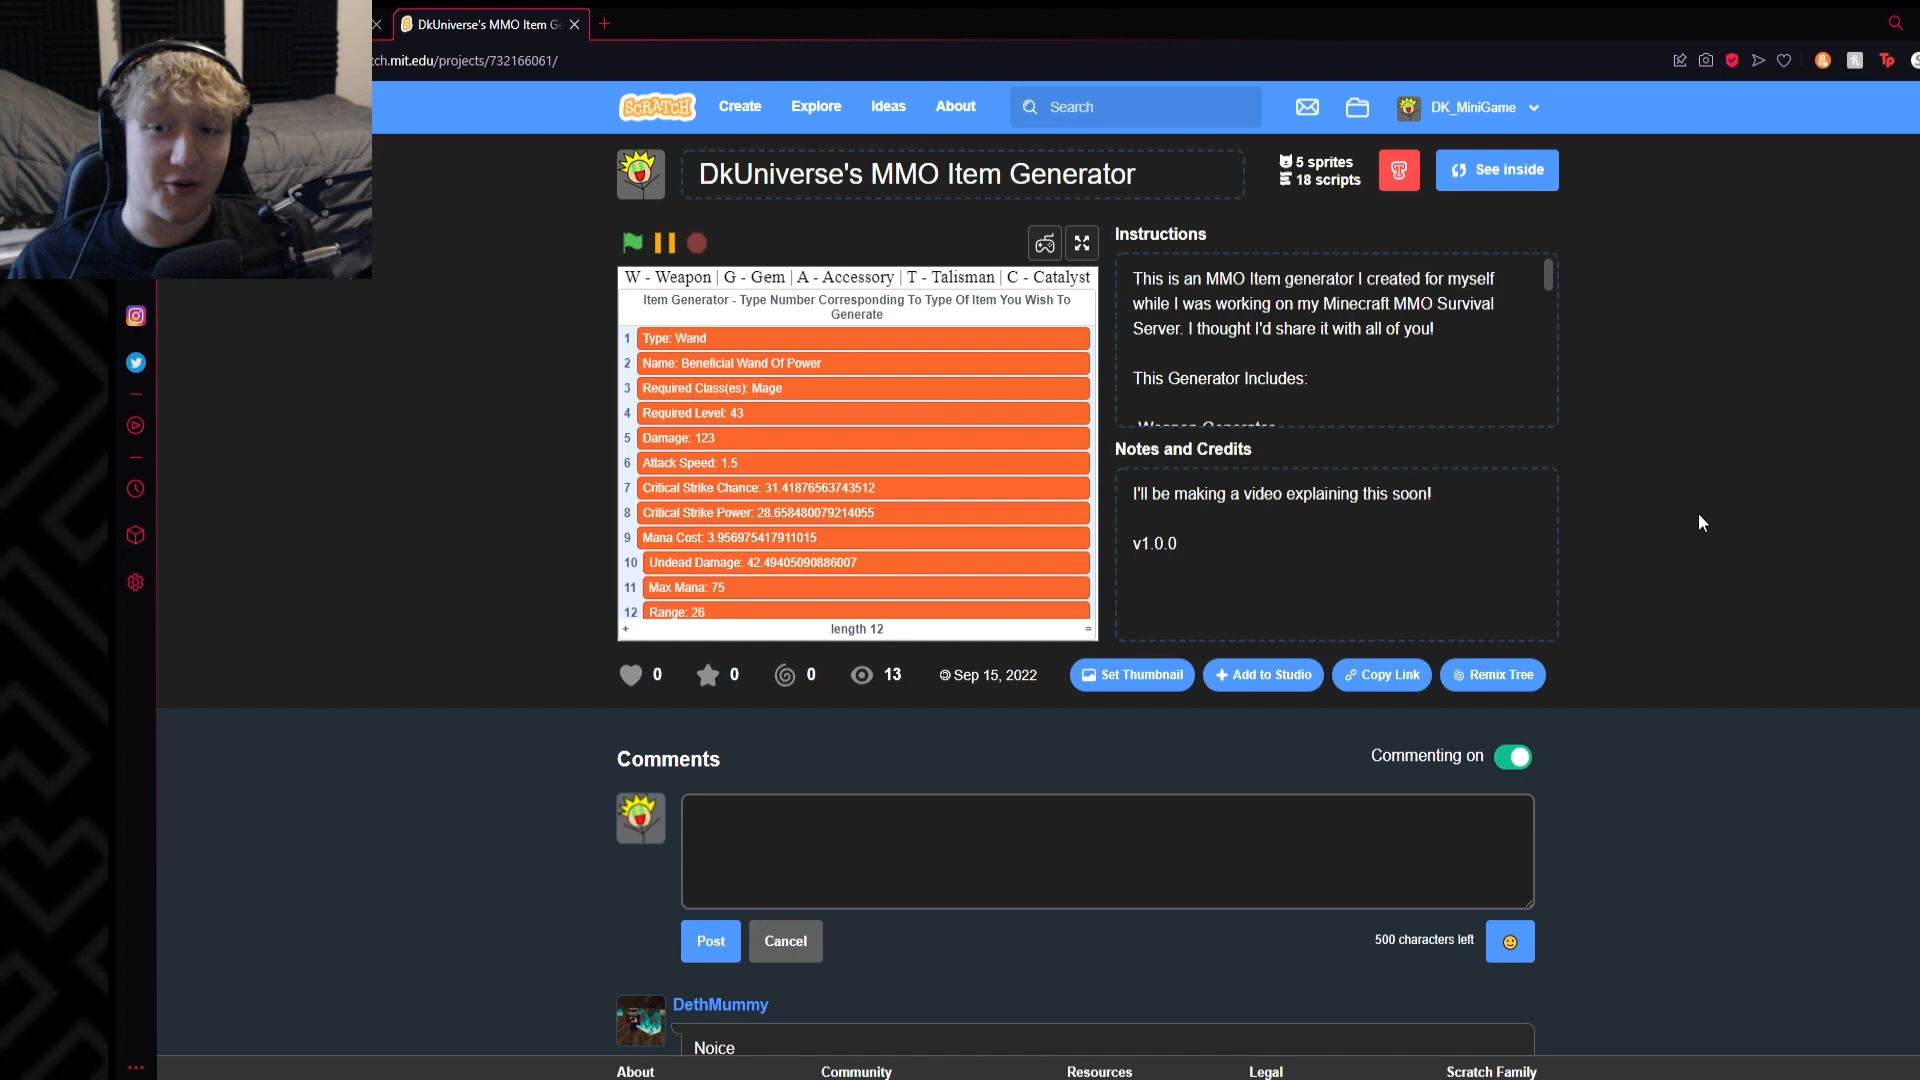 DkUniverse's MMO Item G
ch.mit.edu/projects/732166061/
Tp
SCRATCH
Create
Explore
Ideas
About
Search
DK_MiniGame
DkUniverse's MMO Item Generator
5 sprites
18 scripts
See inside
W - Weapon | G - Gem | A - Accessory | T - Talisman | C - Catalyst
Item Generator - Type Number Corresponding To Type Of Item You Wish To
Generate
1 Type: Wand
2 Name: Beneficial Wand Of Power
3 Required Class(es): Mage
4 Required Level: 43
5 Damage: 123
6 Attack Speed: 1.5
7 Critical Strike Chance: 31.41876563743512
8 Critical Strike Power: 28.658480079214055
9 Mana Cost: 3.956975417911015
10 Undead Damage: 42.49405090886007
11 Max Mana: 75
12 Range: 26
+ length 12 =
Instructions
This is an MMO Item generator I created for myself
while I was working on my Minecraft MMO Survival
Server. I thought I'd share it with all of you!
This Generator Includes:
Weapon Generator
Notes and Credits
I'll be making a video explaining this soon!
v1.0.0
0
0
0
13
© Sep 15, 2022
Set Thumbnail
Add to Studio
Copy Link
Remix Tree
Comments
Commenting on
Post
Cancel
500 characters left
DethMummy
Noice
About
Community
Resources
Legal
Scratch Family